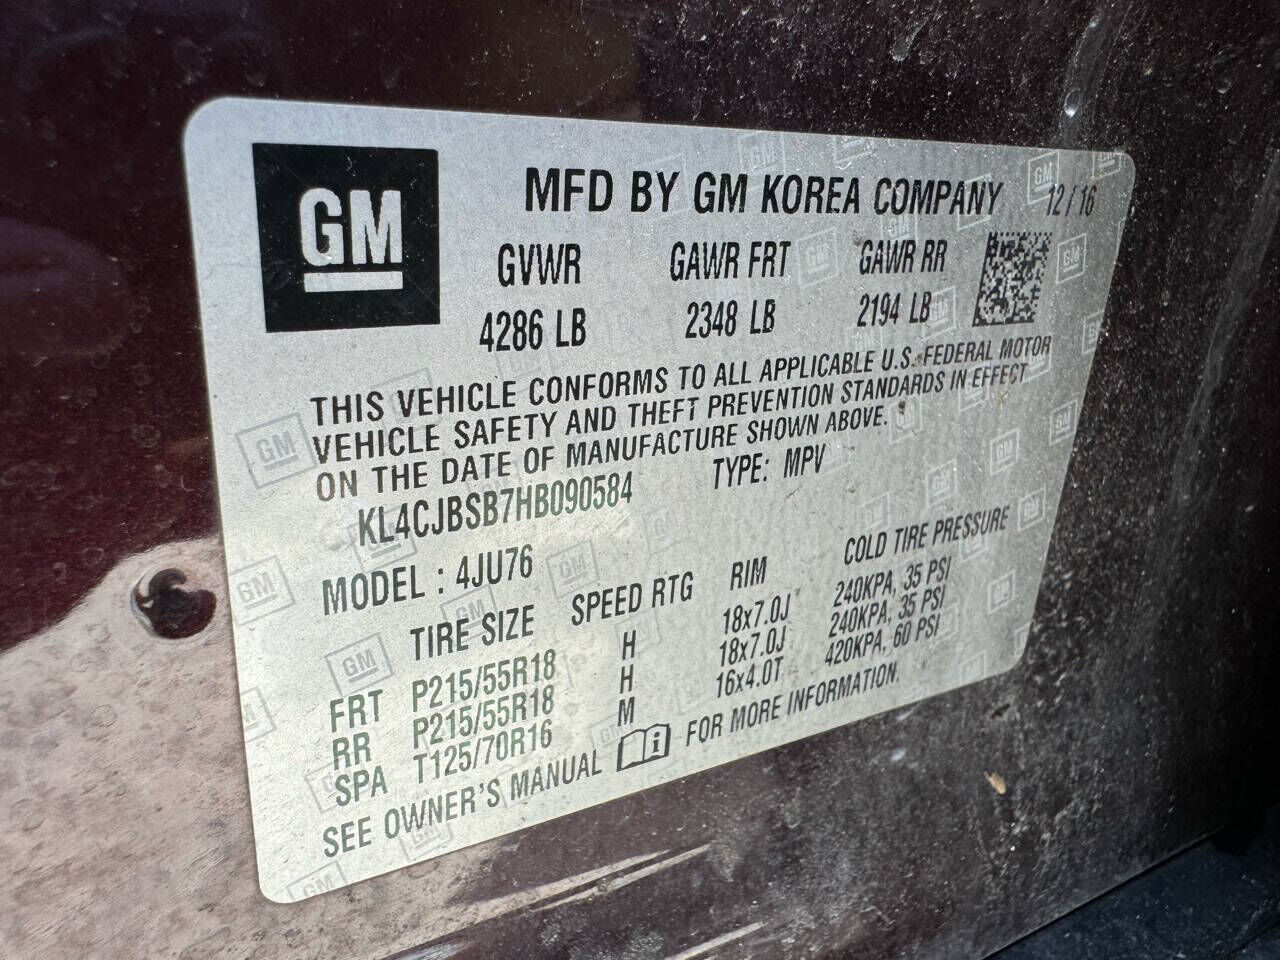 GM
MFD BY GM KOREA COMPANY 12/16
GVWR GAWR FRT GAWR RR
4286 LB 2348 LB 2194 LB
THIS VEHICLE CONFORMS TO ALL APPLICABLE U.S. FEDERAL MOTOR
VEHICLE SAFETY AND THEFT PREVENTION STANDARDS IN EFFECT
ON THE DATE OF MANUFACTURE SHOWN ABOVE.
KL4CJBSB7HB090584 TYPE: MPV
MODEL : 4JU76
TIRE SIZE SPEED RTG RIM COLD TIRE PRESSURE
FRT P215/55R18 H 18x7.0J 240KPA, 35 PSI
RR P215/55R18 H 18x7.0J 240KPA, 35 PSI
SPA T125/70R16 M 16x4.0T 420KPA, 60 PSI
SEE OWNER'S MANUAL i FOR MORE INFORMATION.